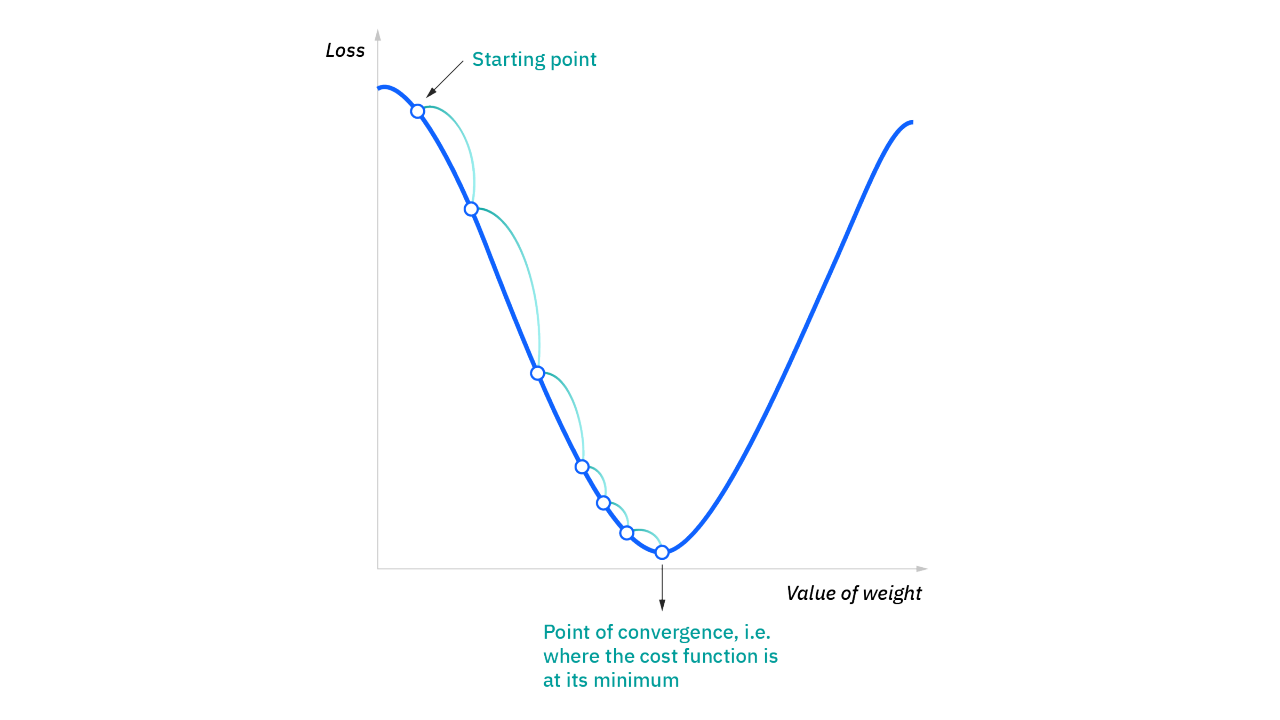 Loss
Starting point
Value of weight
Point of convergence, i.e.
where the cost function is
at its minimum